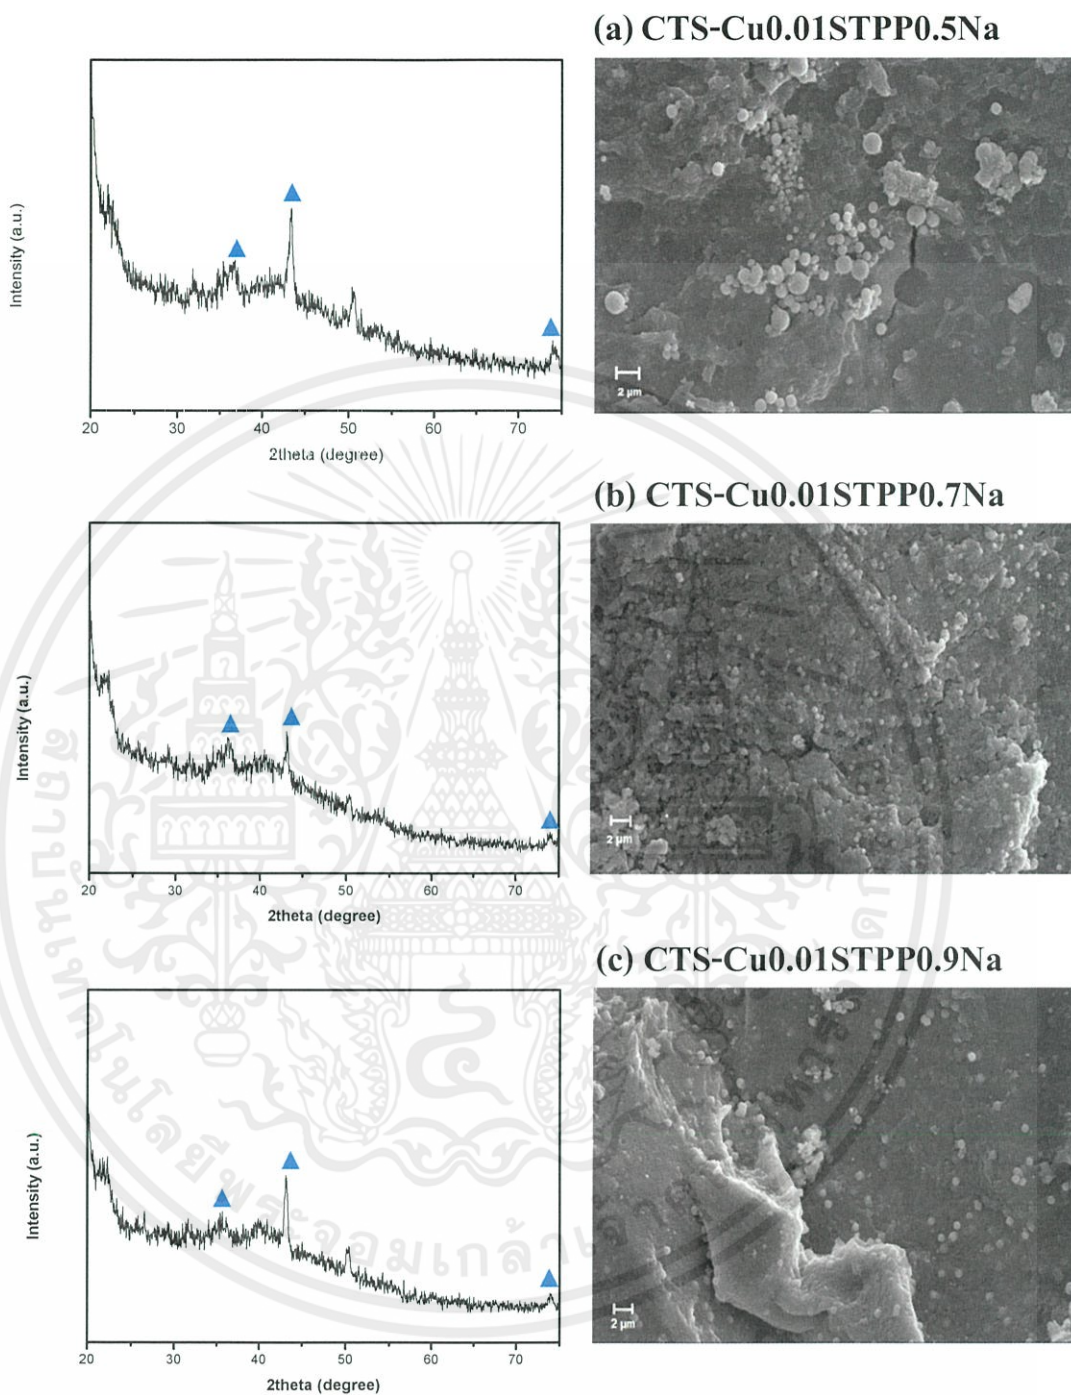 (a) CTS-Cu0.01STPP0.5Na
Intensity (a.u.)
20 30 40 50 60 70
2theta (degree)
2 µm
(b) CTS-Cu0.01STPP0.7Na
Intensity (a.u.)
20 30 40 50 60 70
2theta (degree)
2 µm
(c) CTS-Cu0.01STPP0.9Na
Intensity (a.u.)
20 30 40 50 60 70
2theta (degree)
2 µm